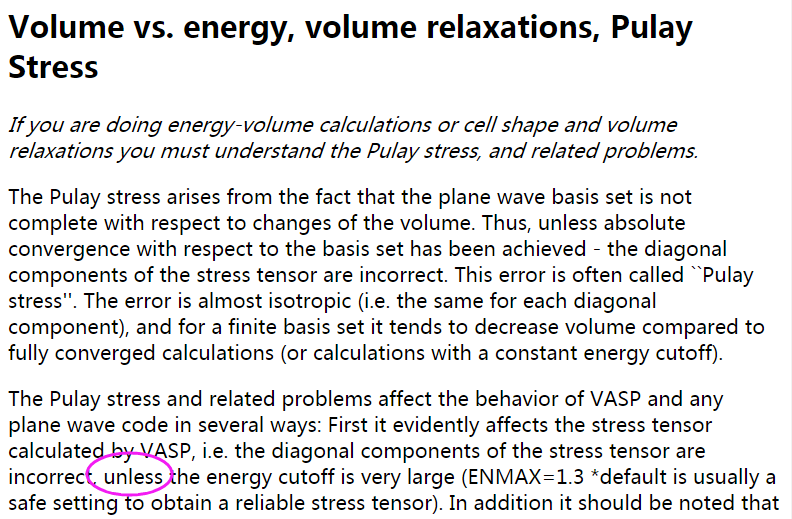 Volume vs. energy, volume relaxations, Pulay
Stress
If you are doing energy-volume calculations or cell shape and volume
relaxations you must understand the Pulay stress, and related problems.
The Pulay stress arises from the fact that the plane wave basis set is not
complete with respect to changes of the volume. Thus, unless absolute
convergence with respect to the basis set has been achieved - the diagonal
components of the stress tensor are incorrect. This error is often called ``Pulay
stress''. The error is almost isotropic (i.e. the same for each diagonal
component), and for a finite basis set it tends to decrease volume compared to
fully converged calculations (or calculations with a constant energy cutoff).
The Pulay stress and related problems affect the behavior of VASP and any
plane wave code in several ways: First it evidently affects the stress tensor
calculated by VASP, i.e. the diagonal components of the stress tensor are
incorrect, unless the energy cutoff is very large (ENMAX=1.3 *default is usually a
safe setting to obtain a reliable stress tensor). In addition it should be noted that